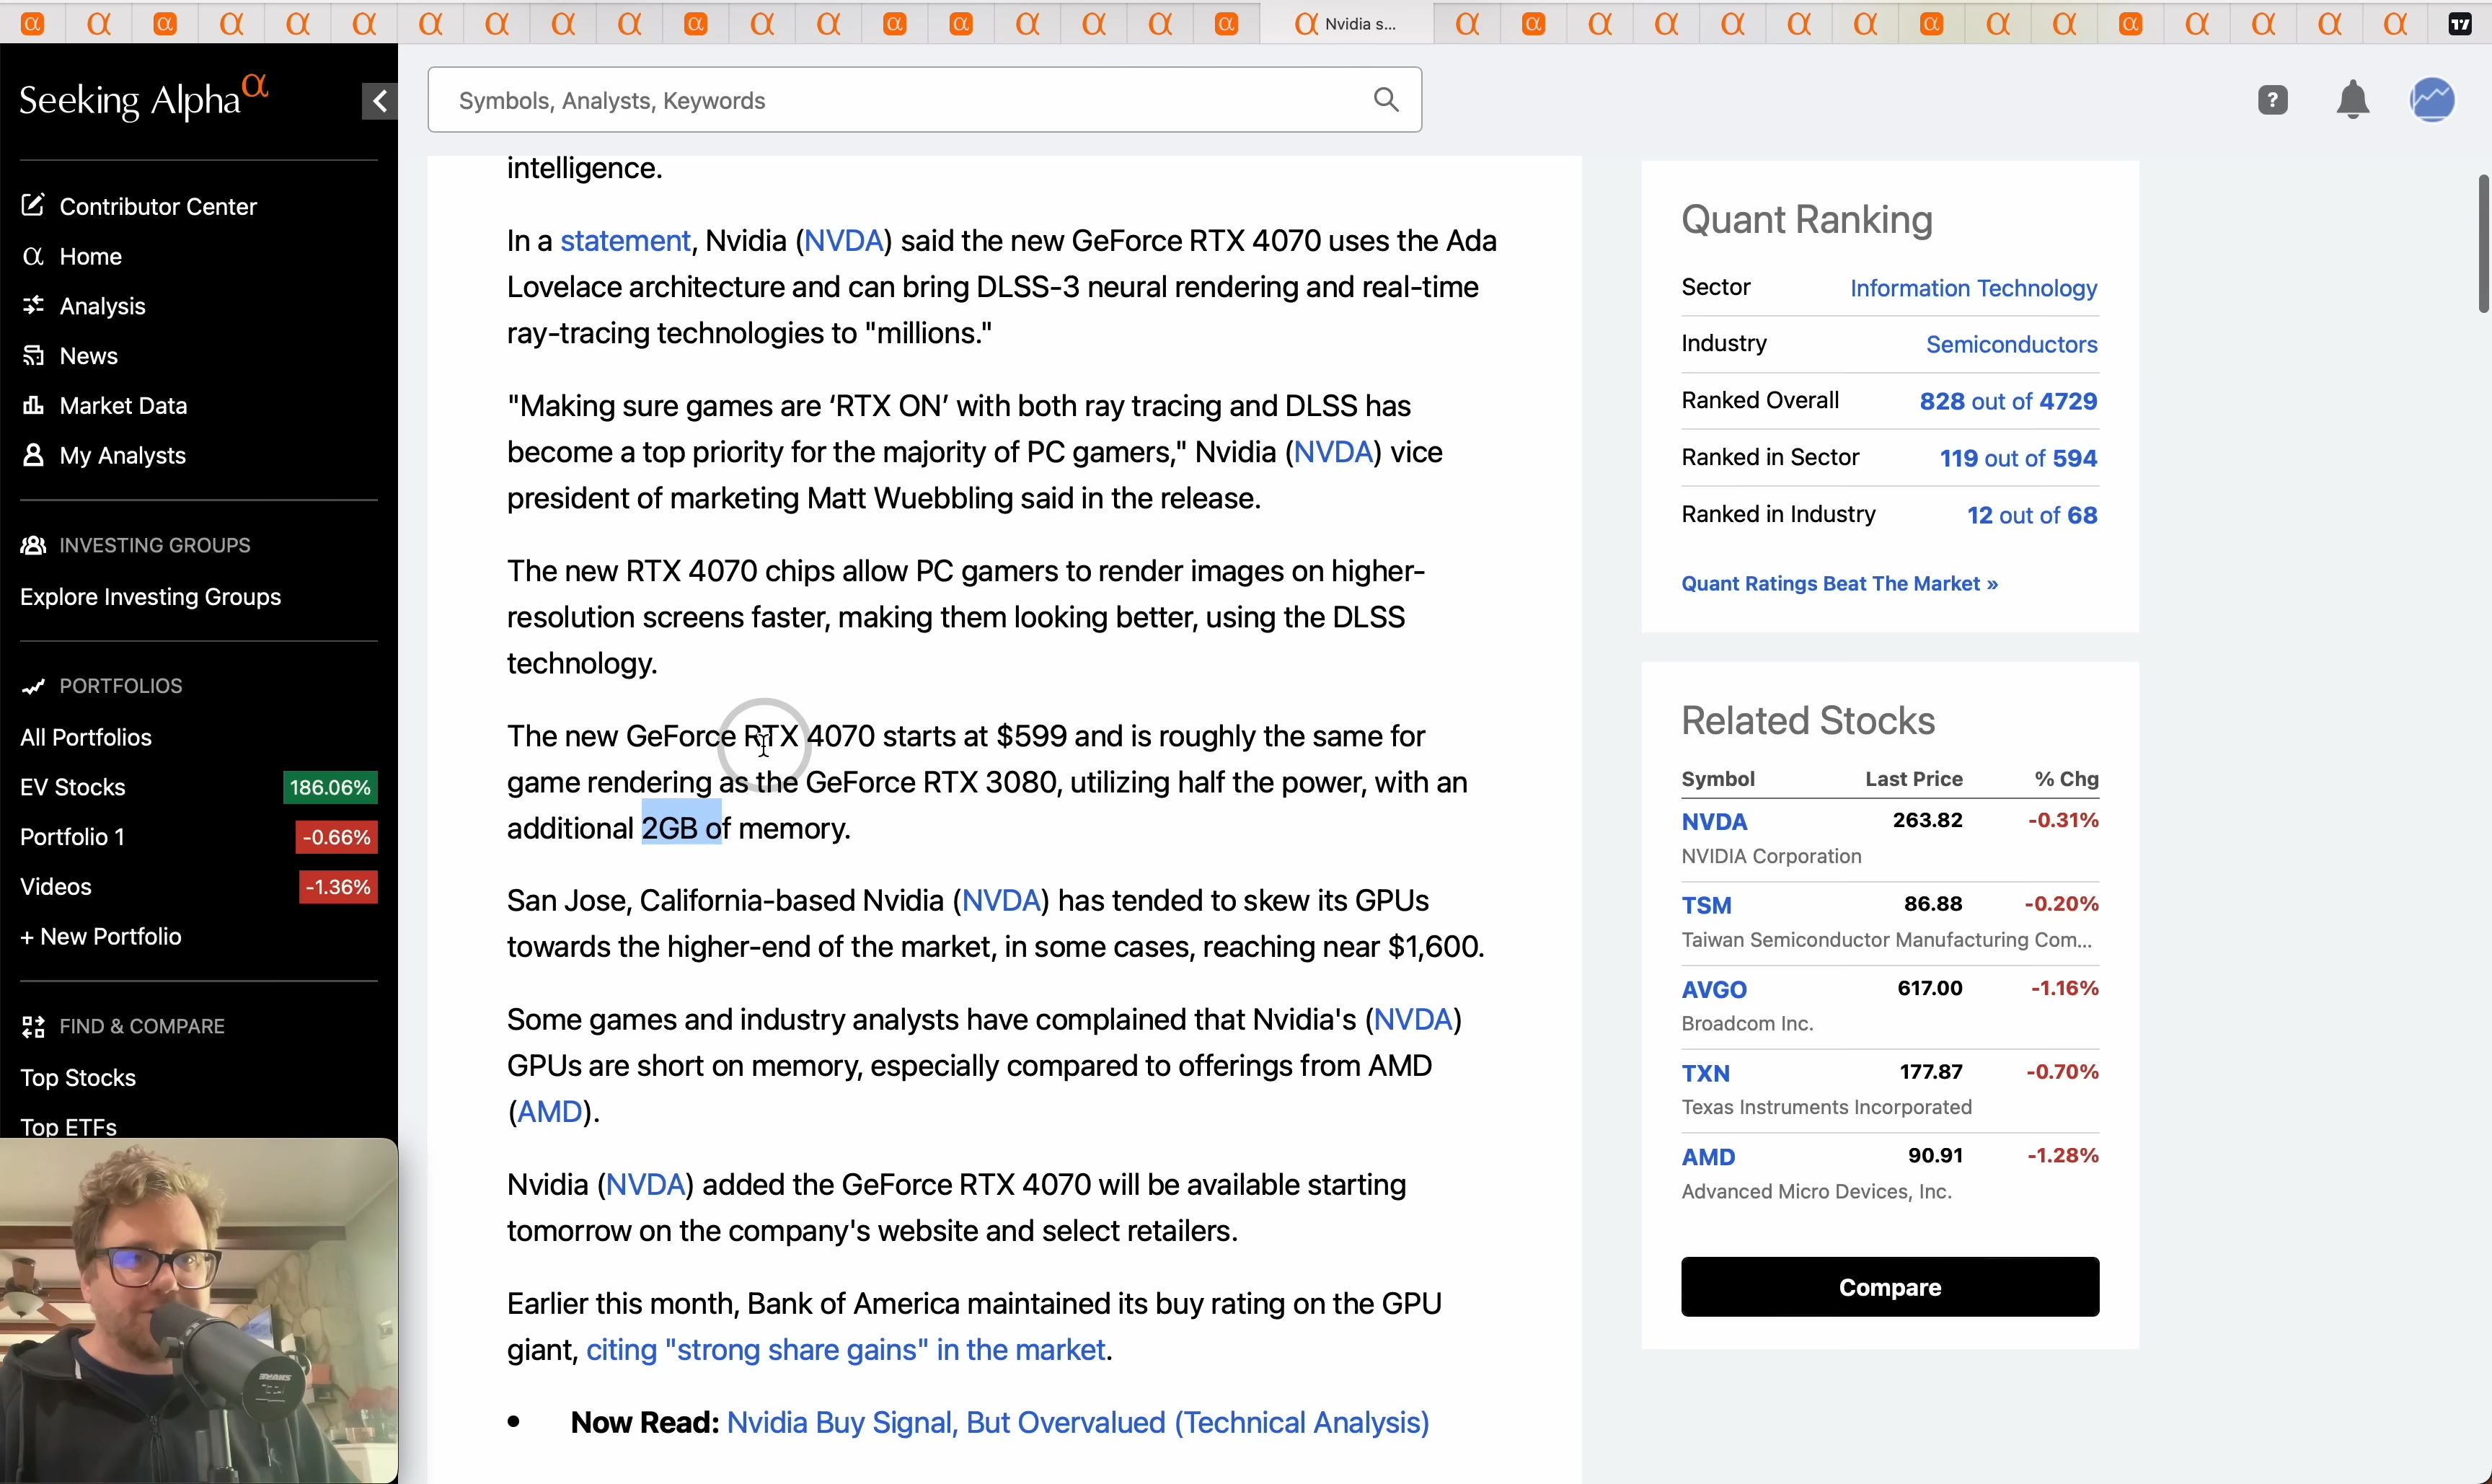 Nvidia s...
Seeking Alpha α
Symbols, Analysts, Keywords
Contributor Center
Home
Analysis
News
Market Data
My Analysts
INVESTING GROUPS
Explore Investing Groups
PORTFOLIOS
All Portfolios
EV Stocks 186.06%
Portfolio 1 -0.66%
Videos -1.36%
+ New Portfolio
FIND & COMPARE
Top Stocks
Top ETFs
intelligence.
In a statement, Nvidia (NVDA) said the new GeForce RTX 4070 uses the Ada
Lovelace architecture and can bring DLSS-3 neural rendering and real-time
ray-tracing technologies to "millions."
"Making sure games are ‘RTX ON’ with both ray tracing and DLSS has
become a top priority for the majority of PC gamers," Nvidia (NVDA) vice
president of marketing Matt Wuebbling said in the release.
The new RTX 4070 chips allow PC gamers to render images on higher-
resolution screens faster, making them looking better, using the DLSS
technology.
The new GeForce RTX 4070 starts at $599 and is roughly the same for
game rendering as the GeForce RTX 3080, utilizing half the power, with an
additional 2GB of memory.
San Jose, California-based Nvidia (NVDA) has tended to skew its GPUs
towards the higher-end of the market, in some cases, reaching near $1,600.
Some games and industry analysts have complained that Nvidia's (NVDA)
GPUs are short on memory, especially compared to offerings from AMD
(AMD).
Nvidia (NVDA) added the GeForce RTX 4070 will be available starting
tomorrow on the company's website and select retailers.
Earlier this month, Bank of America maintained its buy rating on the GPU
giant, citing "strong share gains" in the market.
• Now Read: Nvidia Buy Signal, But Overvalued (Technical Analysis)
Quant Ranking
Sector Information Technology
Industry Semiconductors
Ranked Overall 828 out of 4729
Ranked in Sector 119 out of 594
Ranked in Industry 12 out of 68
Quant Ratings Beat The Market »
Related Stocks
Symbol Last Price % Chg
NVDA 263.82 -0.31%
NVIDIA Corporation
TSM 86.88 -0.20%
Taiwan Semiconductor Manufacturing Com...
AVGO 617.00 -1.16%
Broadcom Inc.
TXN 177.87 -0.70%
Texas Instruments Incorporated
AMD 90.91 -1.28%
Advanced Micro Devices, Inc.
Compare